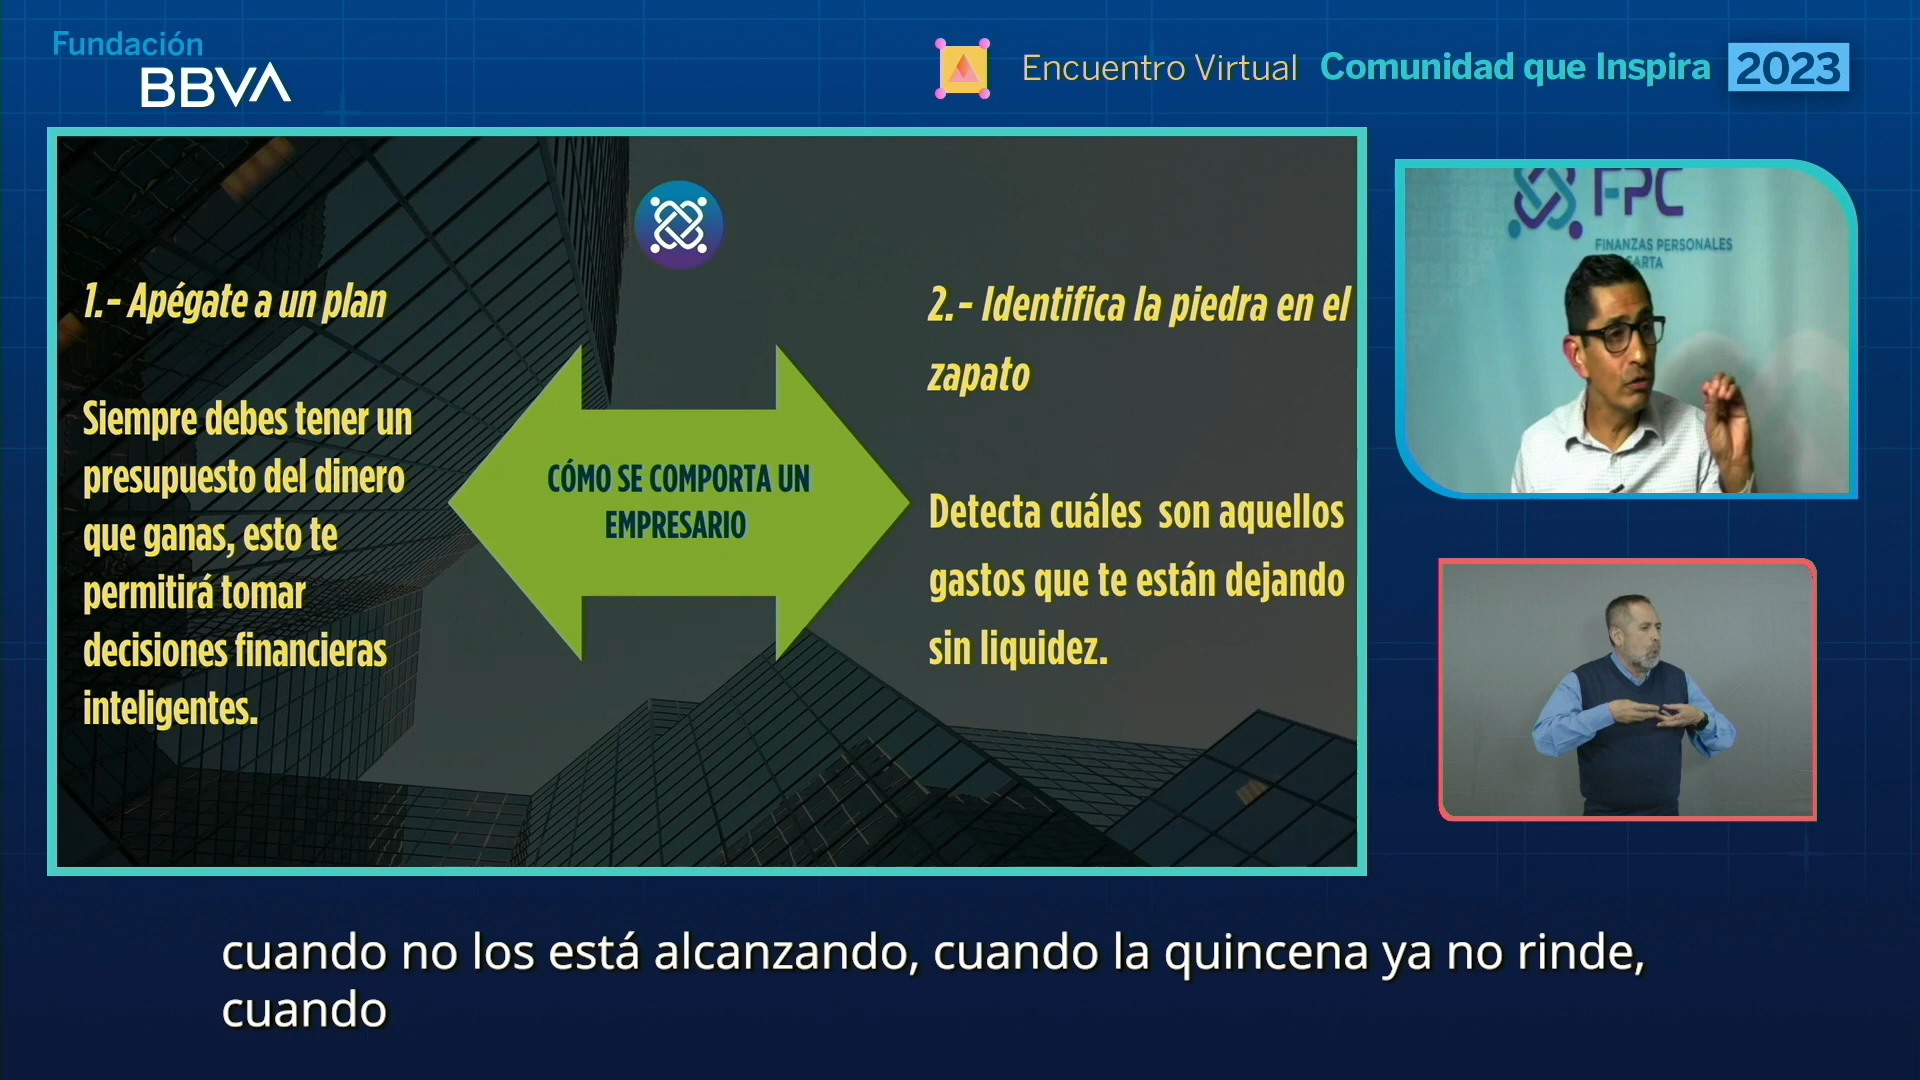 Fundación
BBVA
Encuentro Virtual Comunidad que Inspira 2023
1.- Apégate a un plan
Siempre debes tener un
presupuesto del dinero
que ganas, esto te
permitirá tomar
decisiones financieras
inteligentes.
CÓMO SE COMPORTA UN
EMPRESARIO
2.- Identifica la piedra en el
zapato
Detecta cuáles son aquellos
gastos que te están dejando
sin liquidez.
FPC
FINANZAS PERSONALES
cuando no los está alcanzando, cuando la quincena ya no rinde,
cuando